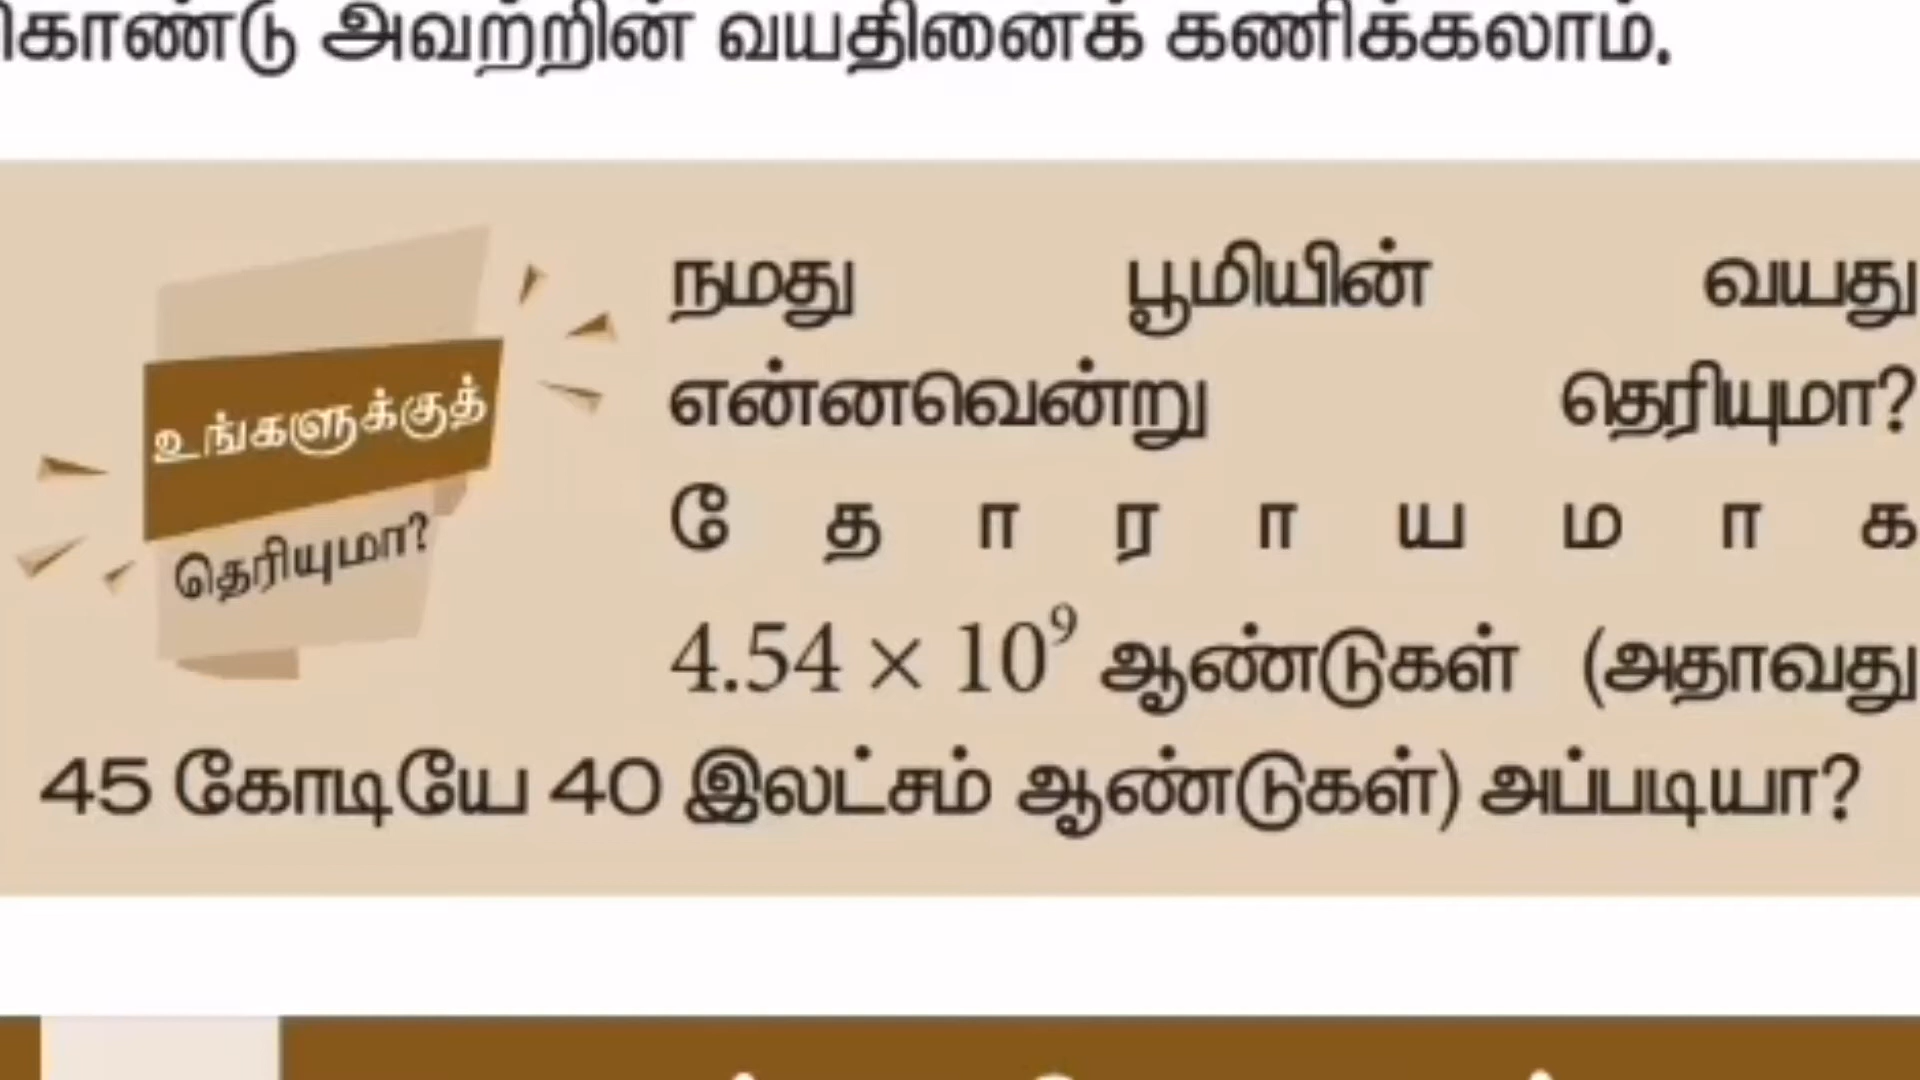 கொண்டு அவற்றின் வயதினைக் கணிக்கலாம்.
உங்களுக்குத்
தெரியுமா?
நமது பூமியின் வயது
என்னவென்று தெரியுமா?
தோராயமாக
4.54 × 10⁹ ஆண்டுகள் (அதாவது
45 கோடியே 40 இலட்சம் ஆண்டுகள்) அப்படியா?